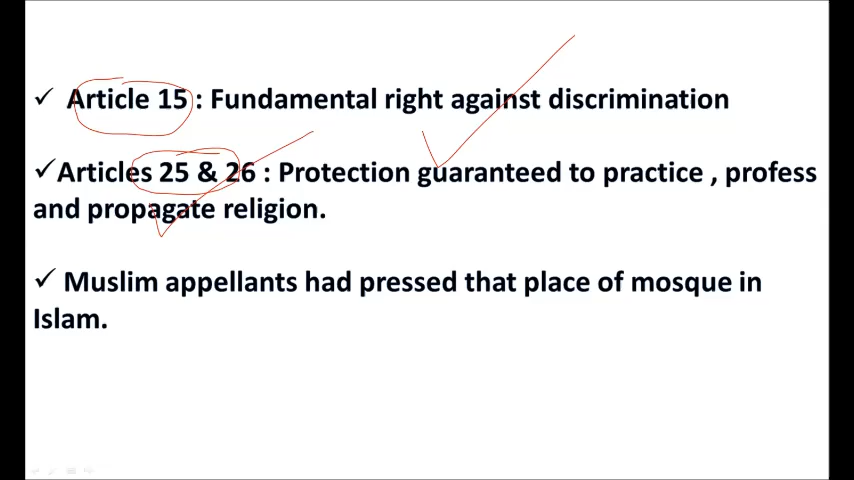 ✓ Article 15 : Fundamental right against discrimination
✓Articles 25 & 26 : Protection guaranteed to practice , profess
and propagate religion.
✓ Muslim appellants had pressed that place of mosque in
Islam.